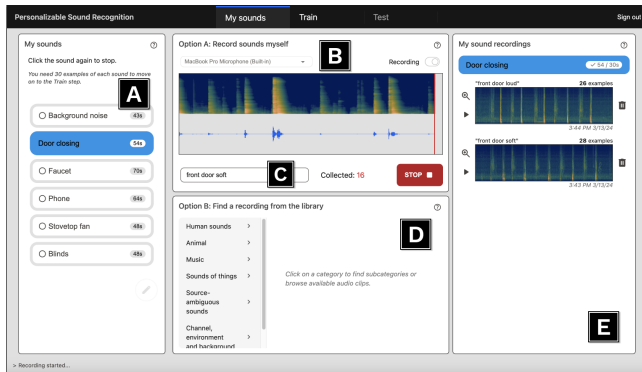 Personalizable Sound Recognition
My sounds
Train
Test
Sign out
My sounds
Click the sound again to stop.
You need 30 examples of each sound to move
on to the Train step.
A
Background noise 43s
Door closing 54s
Faucet 70s
Phone 64s
Stovetop fan 48s
Blinds 48s
Option A: Record sounds myself
MacBook Pro Microphone (Built-in)
B
Recording
front door soft
C
Collected: 16
STOP
Option B: Find a recording from the library
Human sounds
Animal
Music
Sounds of things
Source-
ambiguous
sounds
Channel,
environment
and background
D
Click on a category to find subcategories or
browse available audio clips.
My sound recordings
Door closing ✓ 54 / 30s
"front door loud" 26 examples
3:44 PM 3/13/24
"front door soft" 28 examples
3:43 PM 3/13/24
E
> Recording started...